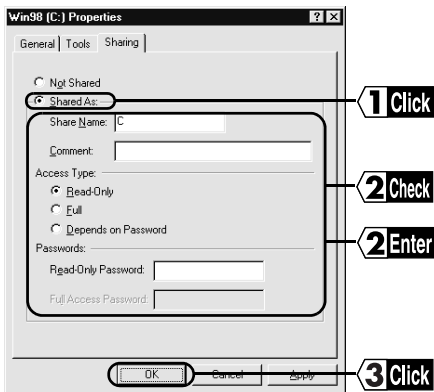 Win98 (C:) Properties
General Tools Sharing
Not Shared
Shared As:
1 Click
Share Name: C
Comment:
Access Type:
Read-Only
2 Check
Full
Depends on Password
Passwords:
2 Enter
Read-Only Password:
Full Access Password:
OK Cancel Apply
3 Click